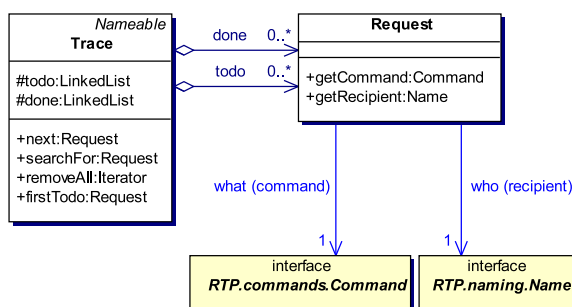 Nameable
Trace
#todo:LinkedList
#done:LinkedList
+next:Request
+searchFor:Request
+removeAll:Iterator
+firstTodo:Request
done 0..*
todo 0..*
Request
+getCommand:Command
+getRecipient:Name
what (command)
who (recipient)
1
1
interface
RTP.commands.Command
interface
RTP.naming.Name